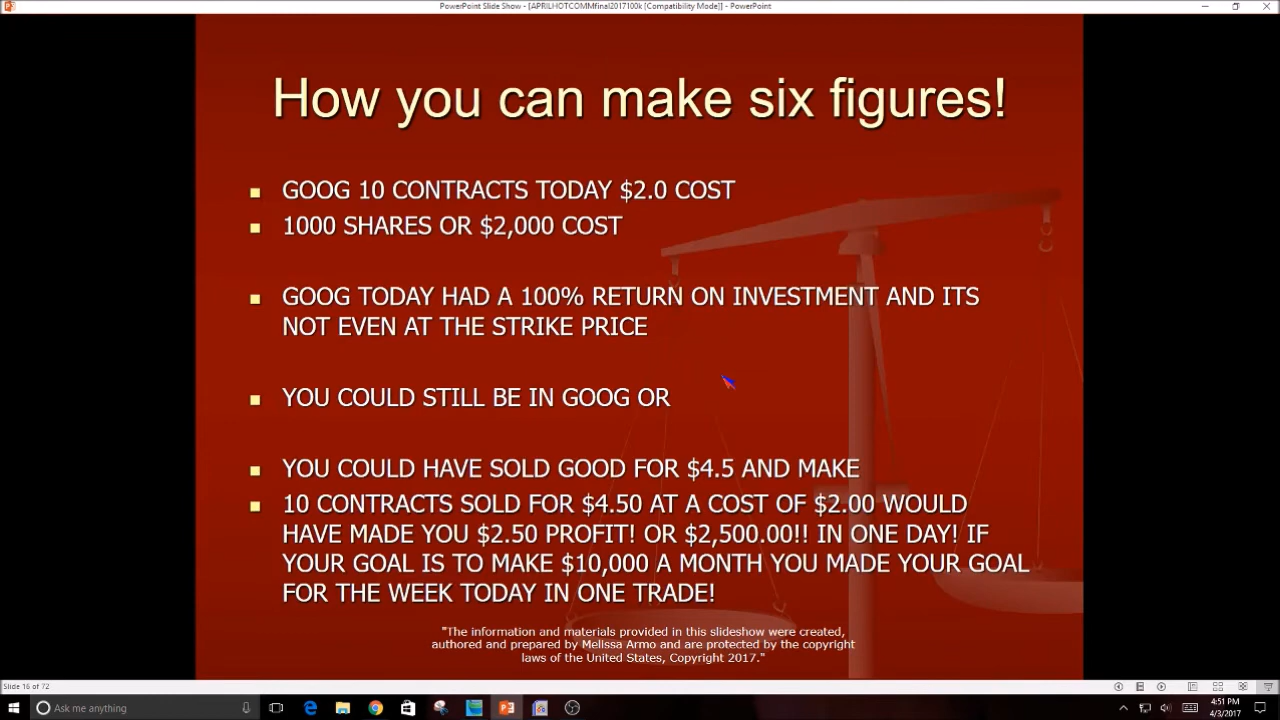 PowerPoint Slide Show - [APRILHOTCOMMfinal2017100k [Compatibility Mode]] - PowerPoint
How you can make six figures!
GOOG 10 CONTRACTS TODAY $2.0 COST
1000 SHARES OR $2,000 COST
GOOG TODAY HAD A 100% RETURN ON INVESTMENT AND ITS
NOT EVEN AT THE STRIKE PRICE
YOU COULD STILL BE IN GOOG OR
YOU COULD HAVE SOLD GOOD FOR $4.5 AND MAKE
10 CONTRACTS SOLD FOR $4.50 AT A COST OF $2.00 WOULD
HAVE MADE YOU $2.50 PROFIT! OR $2,500.00!! IN ONE DAY! IF
YOUR GOAL IS TO MAKE $10,000 A MONTH YOU MADE YOUR GOAL
FOR THE WEEK TODAY IN ONE TRADE!
"The information and materials provided in this slideshow were created,
authored and prepared by Melissa Armo and are protected by the copyright
laws of the United States, Copyright 2017."
Slide 16 of 72
Ask me anything
4:51 PM
4/3/2017